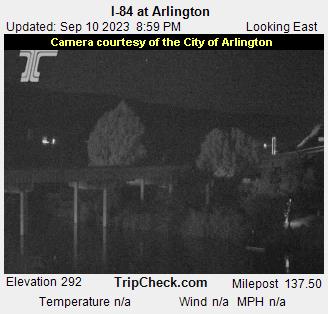 I-84 at Arlington
Updated: Sep 10 2023 8:59 PM Looking East
Camera courtesy of the City of Arlington
Elevation 292 TripCheck.com Milepost 137.50
Temperature n/a Wind n/a MPH n/a